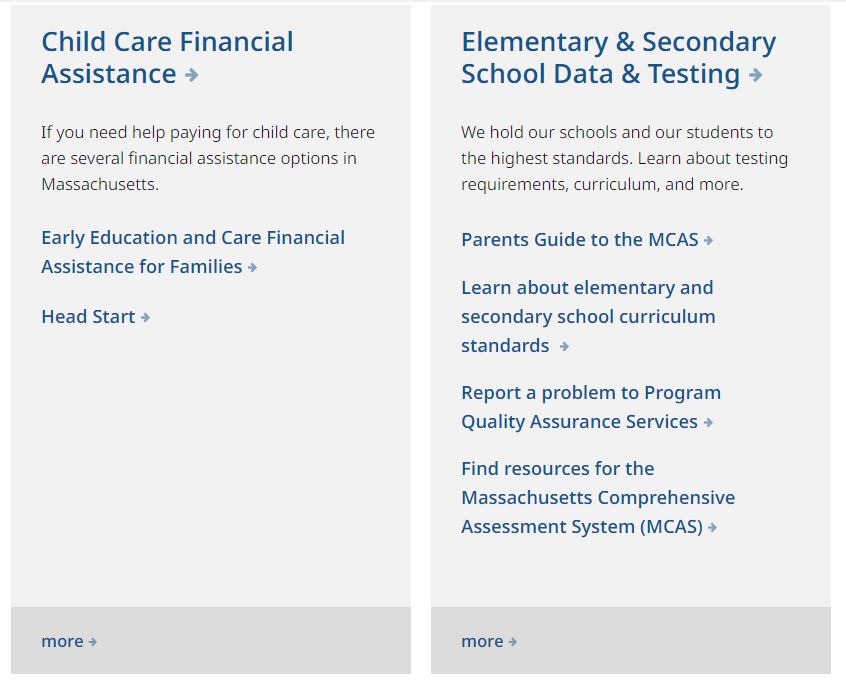 Child Care Financial
Assistance
If you need help paying for child care, there
are several financial assistance options in
Massachusetts.
Early Education and Care Financial
Assistance for Families
Head Start
more
Elementary & Secondary
School Data & Testing
We hold our schools and our students to
the highest standards. Learn about testing
requirements, curriculum, and more.
Parents Guide to the MCAS
Learn about elementary and
secondary school curriculum
standards
Report a problem to Program
Quality Assurance Services
Find resources for the
Massachusetts Comprehensive
Assessment System (MCAS)
more